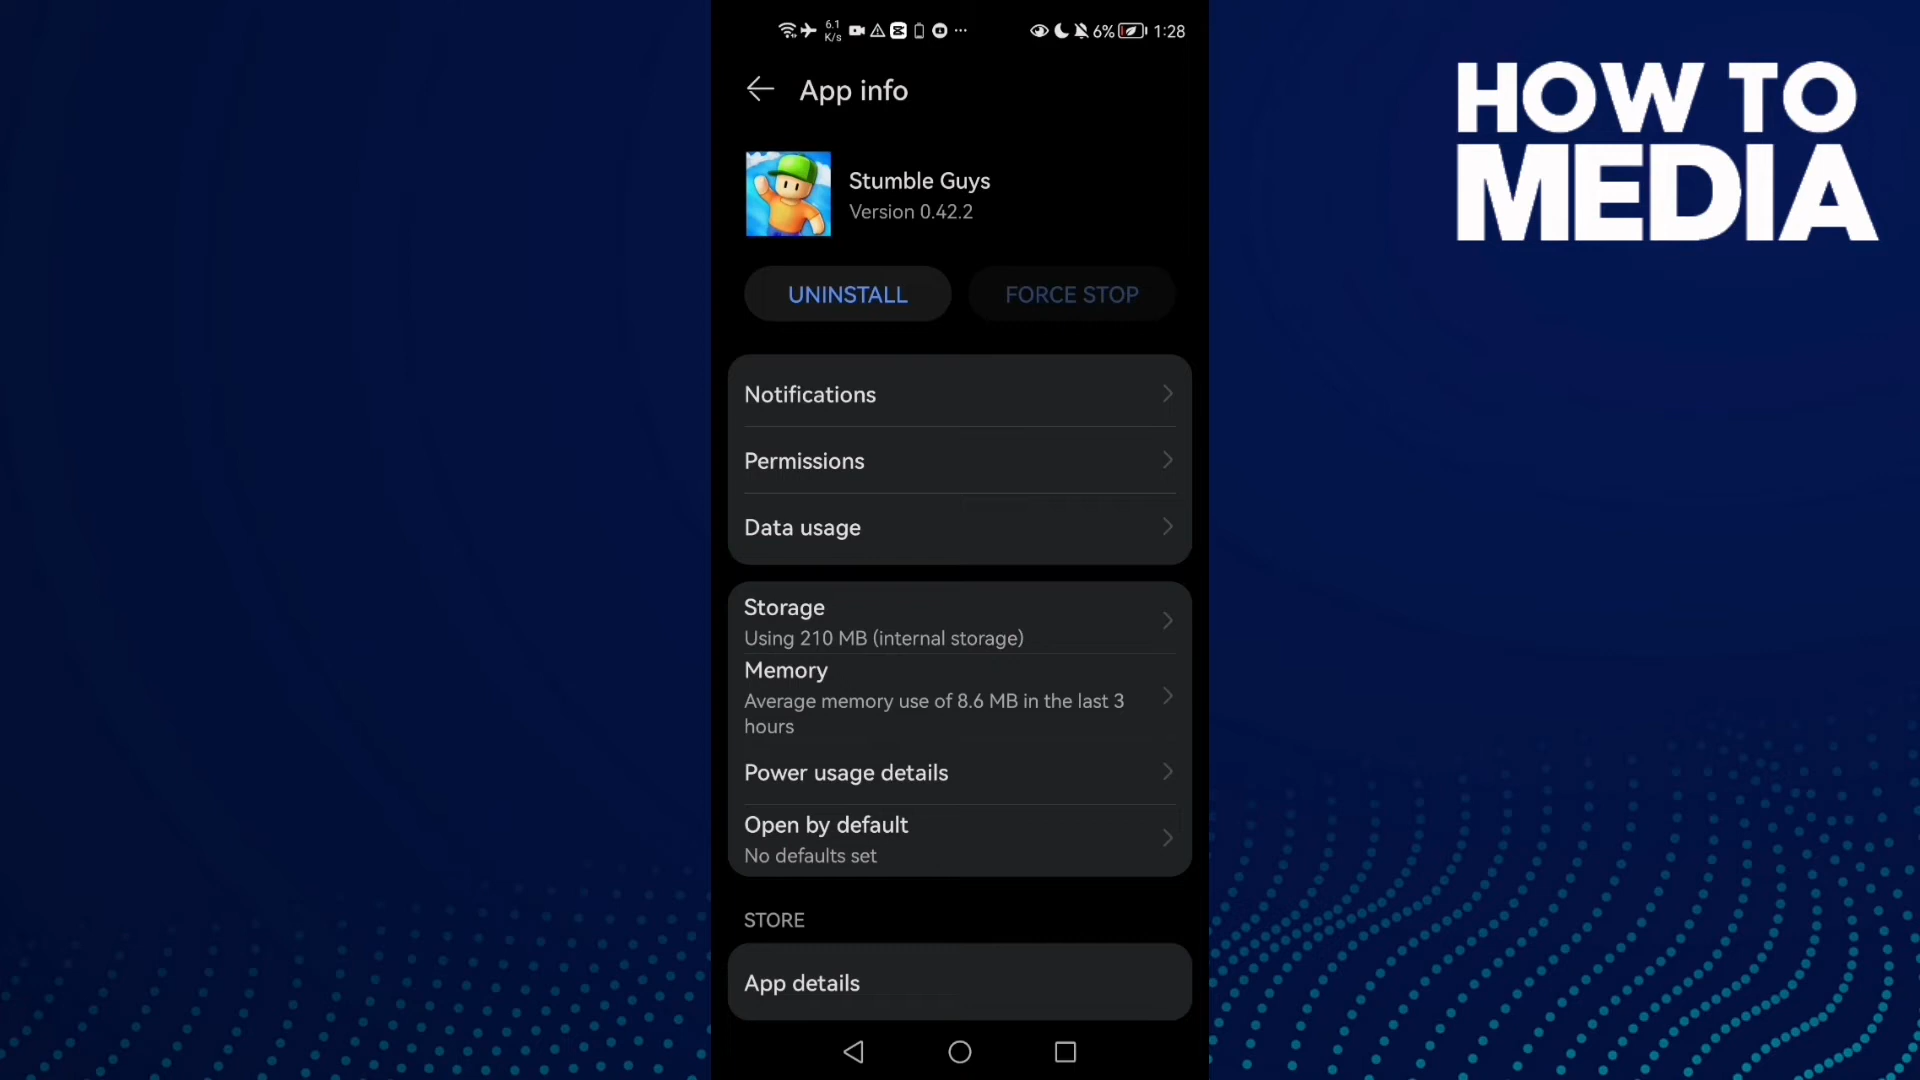 6.1
K/s
6%
1:28
App info
HOW TO
MEDIA
Stumble Guys
Version 0.42.2
UNINSTALL
FORCE STOP
Notifications
Permissions
Data usage
Storage
Using 210 MB (internal storage)
Memory
Average memory use of 8.6 MB in the last 3
hours
Power usage details
Open by default
No defaults set
STORE
App details